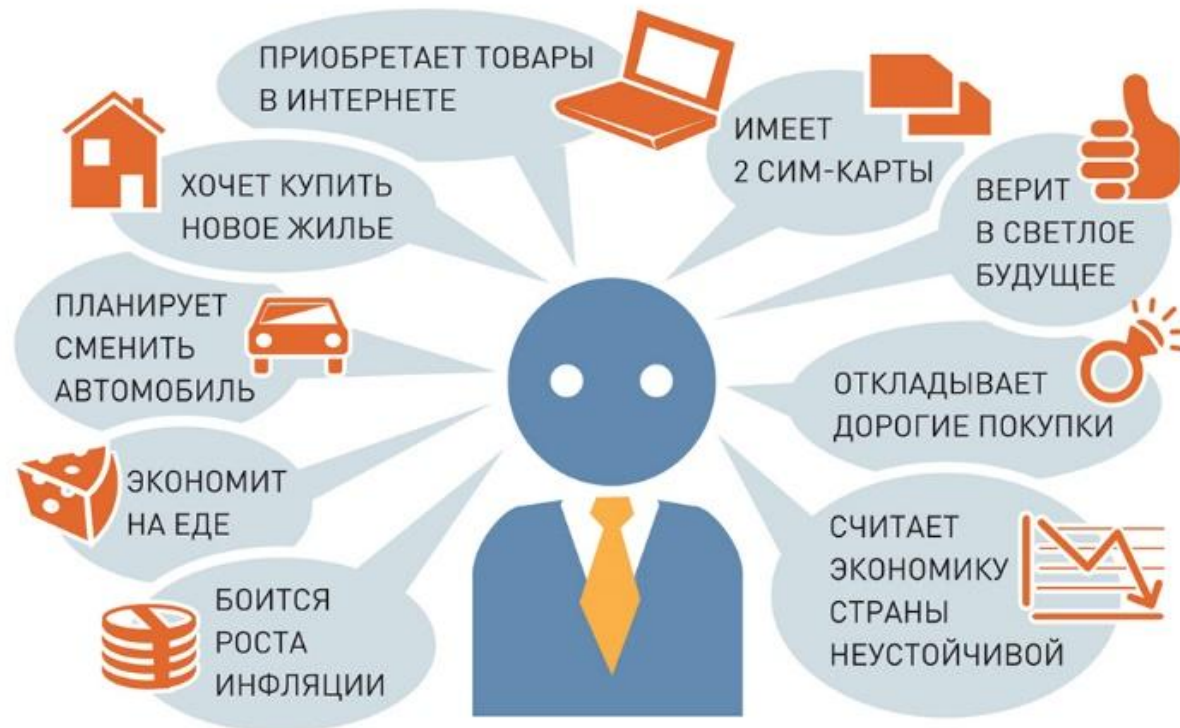 ПРИОБРЕТАЕТ ТОВАРЫ
В ИНТЕРНЕТЕ
ИМЕЕТ
2 СИМ-КАРТЫ
ВЕРИТ
В СВЕТЛОЕ
БУДУЩЕЕ
ХОЧЕТ КУПИТЬ
НОВОЕ ЖИЛЬЕ
ПЛАНИРУЕТ
СМЕНИТЬ
АВТОМОБИЛЬ
ОТКЛАДЫВАЕТ
ДОРОГИЕ ПОКУПКИ
ЭКОНОМИТ
НА ЕДЕ
СЧИТАЕТ
ЭКОНОМИКУ
СТРАНЫ
НЕУСТОЙЧИВОЙ
БОИТСЯ
РОСТА
ИНФЛЯЦИИ